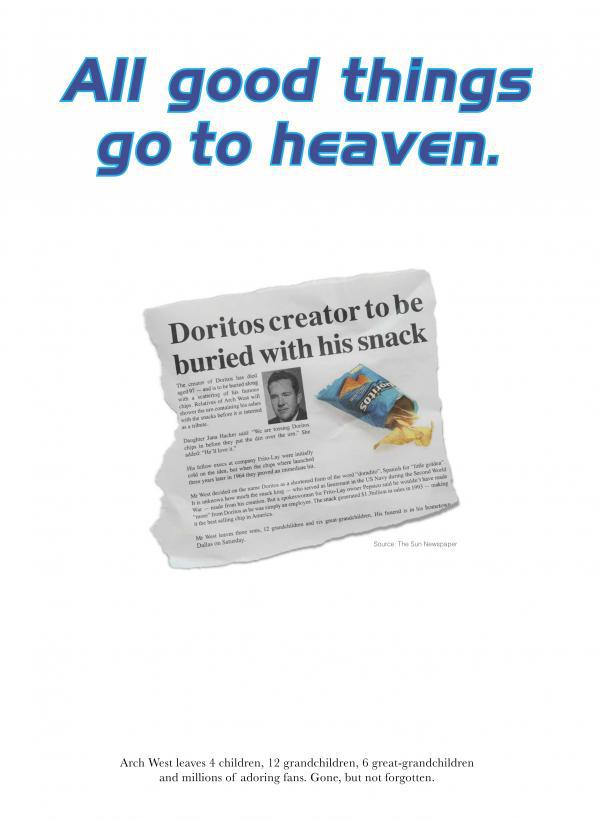 All good things
go to heaven.
Doritos creator to be
buried with his snack
The creator of Doritos has died
aged 97 — and is to be buried along
with a scattering of his famous
chips. Relatives of Arch West will
shower the urn containing his ashes
with the snacks before it is interred
as a tribute.
Daughter Jana Hacker said: "We are tossing Doritos
chips in before they put the dirt over the urn." She
added: "He'll love it."
His fellow execs at company Frito-Lay were initially
cold on the idea, but when the chips where launched
three years later in 1964 they proved an immediate hit.
Doritos
Mr West decided on the name Doritos as a shortened form of the word "doradito", Spanish for "little golden"
It is unknown how much the snack king — who served as lieutenant in the US Navy during the Second World
War — made from his creation. But a spokeswoman for Frito-Lay owner Pepsico said he wouldn't have made
"more" from Doritos as he was simply an employee. The snack generated $1.3billion in sales in 1993 — making
it the best selling chip in America.
Mr West leaves three sons, 12 grandchildren and six great-grandchildren. His funeral is in his hometown
Dallas on Saturday.
Source: The Sun Newspaper
Arch West leaves 4 children, 12 grandchildren, 6 great-grandchildren
and millions of adoring fans. Gone, but not forgotten.